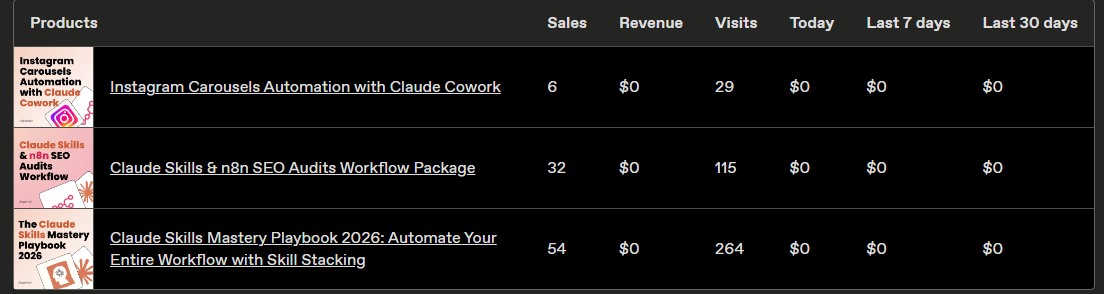 Products Sales Revenue Visits Today Last 7 days Last 30 days
Instagram
Carousels
Automation
with Claude
Cowork
Instagram Carousels Automation with Claude Cowork 6 $0 29 $0 $0 $0
Claude Skills
& n8n SEO
Audits
Workflow
Claude Skills & n8n SEO Audits Workflow Package 32 $0 115 $0 $0 $0
The Claude
Skills Mastery
Playbook
2026
Claude Skills Mastery Playbook 2026: Automate Your
Entire Workflow with Skill Stacking 54 $0 264 $0 $0 $0